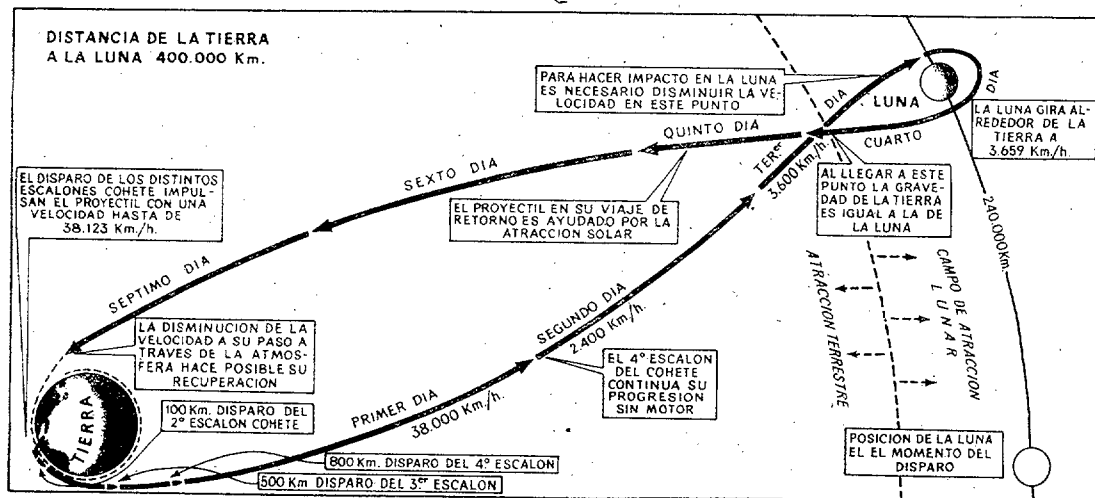 DISTANCIA DE LA TIERRA
A LA LUNA 400.000 Km.
PARA HACER IMPACTO EN LA LUNA
ES NECESARIO DISMINUIR LA VE-
LOCIDAD EN ESTE PUNTO
DIA
LUNA
DIA
CUARTO
LA LUNA GIRA AL-
REDEDOR DE LA
TIERRA A
3.659 Km./h.
QUINTO DIA
TER.er
3.600 Km./h.
SEXTO DIA
EL DISPARO DE LOS DISTINTOS
ESCALONES COHETE IMPUL-
SAN EL PROYECTIL CON UNA
VELOCIDAD HASTA DE
38.123 Km./h.
EL PROYECTIL EN SU VIAJE DE
RETORNO ES AYUDADO POR LA
ATRACCION SOLAR
AL LLEGAR A ESTE
PUNTO LA GRAVE-
DAD DE LA TIERRA
ES IGUAL A LA DE
LA LUNA
240.000 Km.
SEPTIMO DIA
SEGUNDO DIA
2.400 Km./h.
ATRACCION TERRESTRE
CAMPO DE ATRACCION
LUNAR
LA DISMINUCION DE LA
VELOCIDAD A SU PASO A
TRAVES DE LA ATMOS-
FERA HACE POSIBLE SU
RECUPERACION
EL 4º ESCALON
DEL COHETE
CONTINUA SU
PROGRESION
SIN MOTOR
TIERRA
100 Km. DISPARO DEL
2º ESCALON COHETE
PRIMER DIA
38.000 Km./h.
800 Km. DISPARO DEL 4º ESCALON
500 Km DISPARO DEL 3er ESCALON
POSICION DE LA LUNA
EL EL MOMENTO DEL
DISPARO